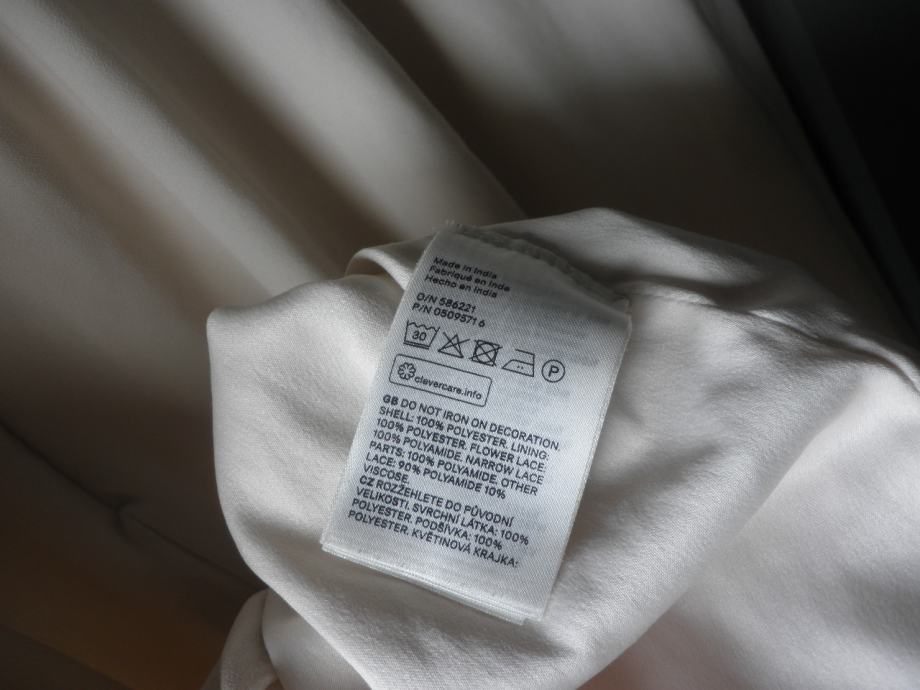 Made in India
Fabriqué en Inde
Hecho en India
O/N 586221
P/N 05095716
30
P
clevercare.info
GB DO NOT IRON ON DECORATION.
SHELL: 100% POLYESTER. LINING:
100% POLYESTER. FLOWER LACE:
100% POLYAMIDE. NARROW LACE
PARTS: 100% POLYAMIDE. OTHER
LACE: 90% POLYAMIDE 10%
VISCOSE.
CZ ROZŽEHLETE DO PŮVODNÍ
VELIKOSTI. SVRCHNÍ LÁTKA: 100%
POLYESTER. PODŠÍVKA: 100%
POLYESTER. KVĚTINOVÁ KRAJKA: